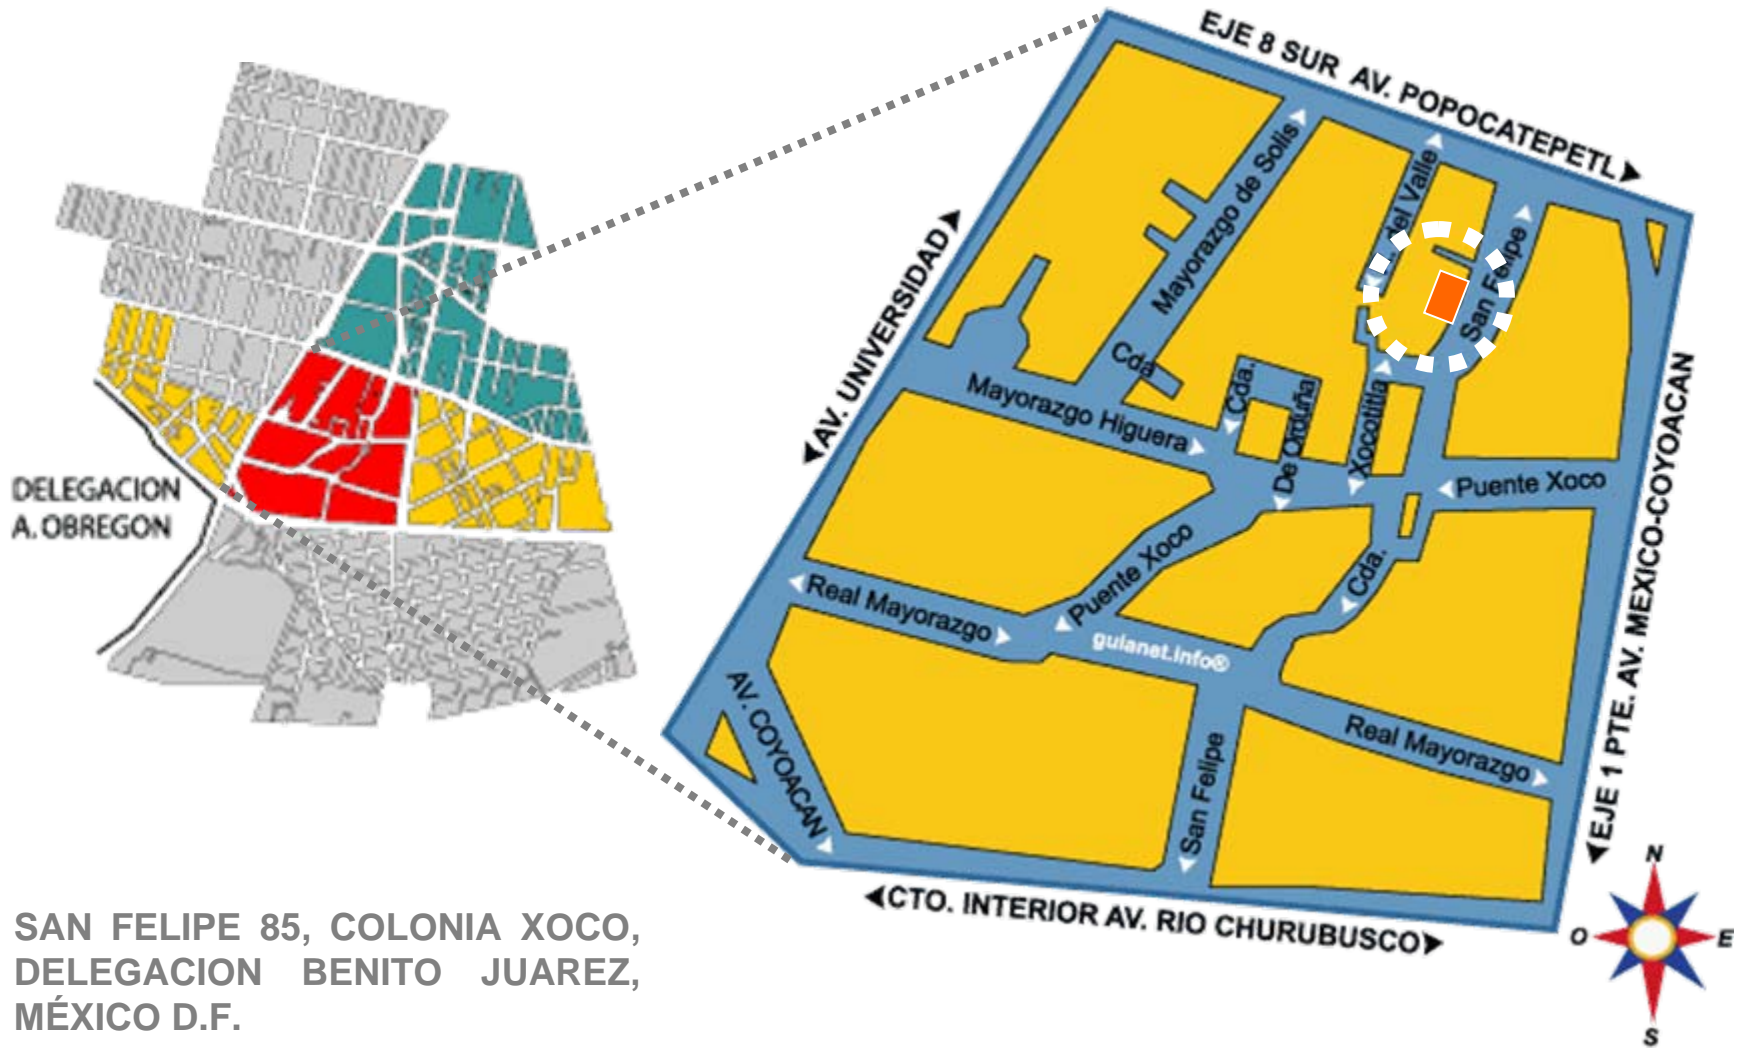 EJE 8 SUR AV. POPOCATEPETL
Mayorazgo de Solis
del Valle
San Felipe
AV. UNIVERSIDAD
Cda
Mayorazgo Higuera
Cda.
De Orduña
Xocotitla
Puente Xoco
EJE 1 PTE. AV. MEXICO-COYOACAN
DELEGACION
A. OBREGON
Puente Xoco
Cda.
Real Mayorazgo
guianet.info®
AV. COYOACAN
San Felipe
Real Mayorazgo
CTO. INTERIOR AV. RIO CHURUBUSCO
N
O
E
S
SAN FELIPE 85, COLONIA XOCO,
DELEGACION BENITO JUAREZ,
MÉXICO D.F.